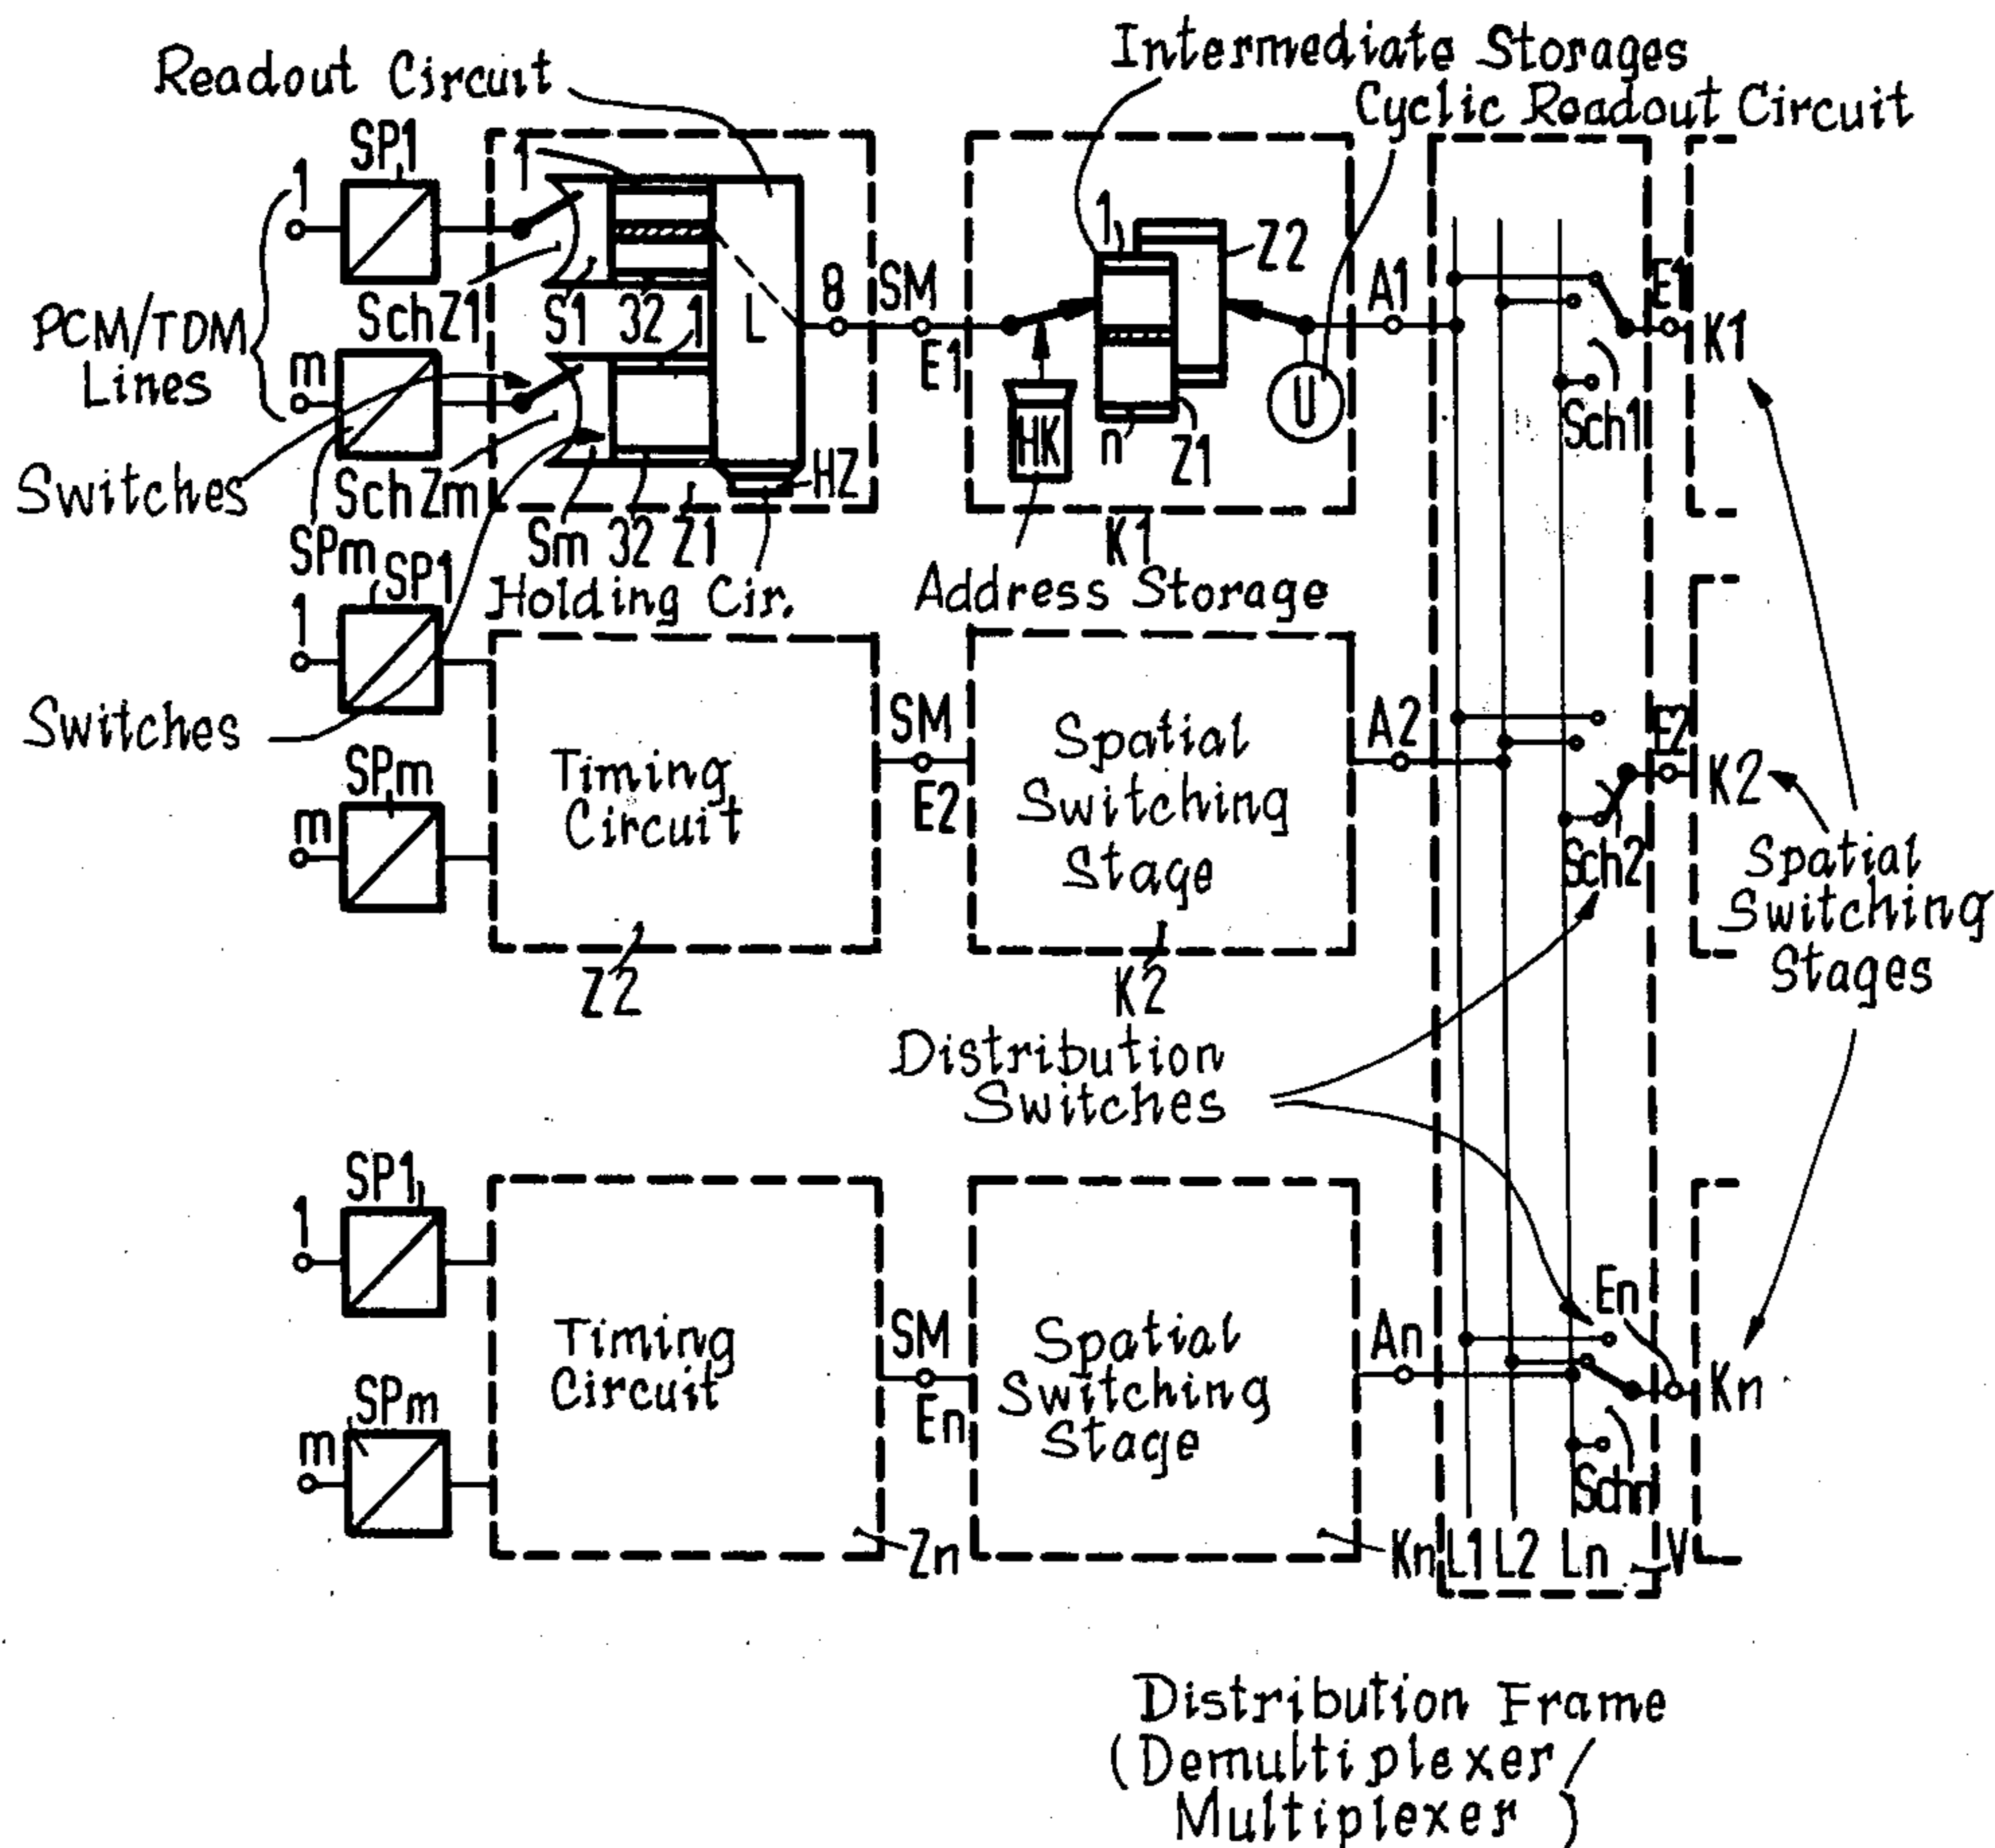 Intermediate Storages
Readout Circuit
Cyclic Readout Circuit
SP1
1
1
1
Z2
SchZ1
S1
32
1
L
8
SM
E1
A1
E1
K1
PCM/TDM
Lines
m
HK
n
Z1
U
Sch1
Switches
SchZm
HZ
SPm
Sm
32
Z1
K1
SP1
Holding Cir.
Address Storage
1
Switches
SPm
m
Timing
Circuit
SM
E2
Spatial
Switching
Stage
A2
E2
K2
Sch2
Spatial
Switching
Stages
Z2
K2
Distribution
Switches
SP1
1
SPm
m
Timing
Circuit
SM
En
Spatial
Switching
Stage
An
En
Kn
Schn
Zn
Kn
L1
L2
Ln
V
Distribution Frame
(Demultiplexer/
Multiplexer)